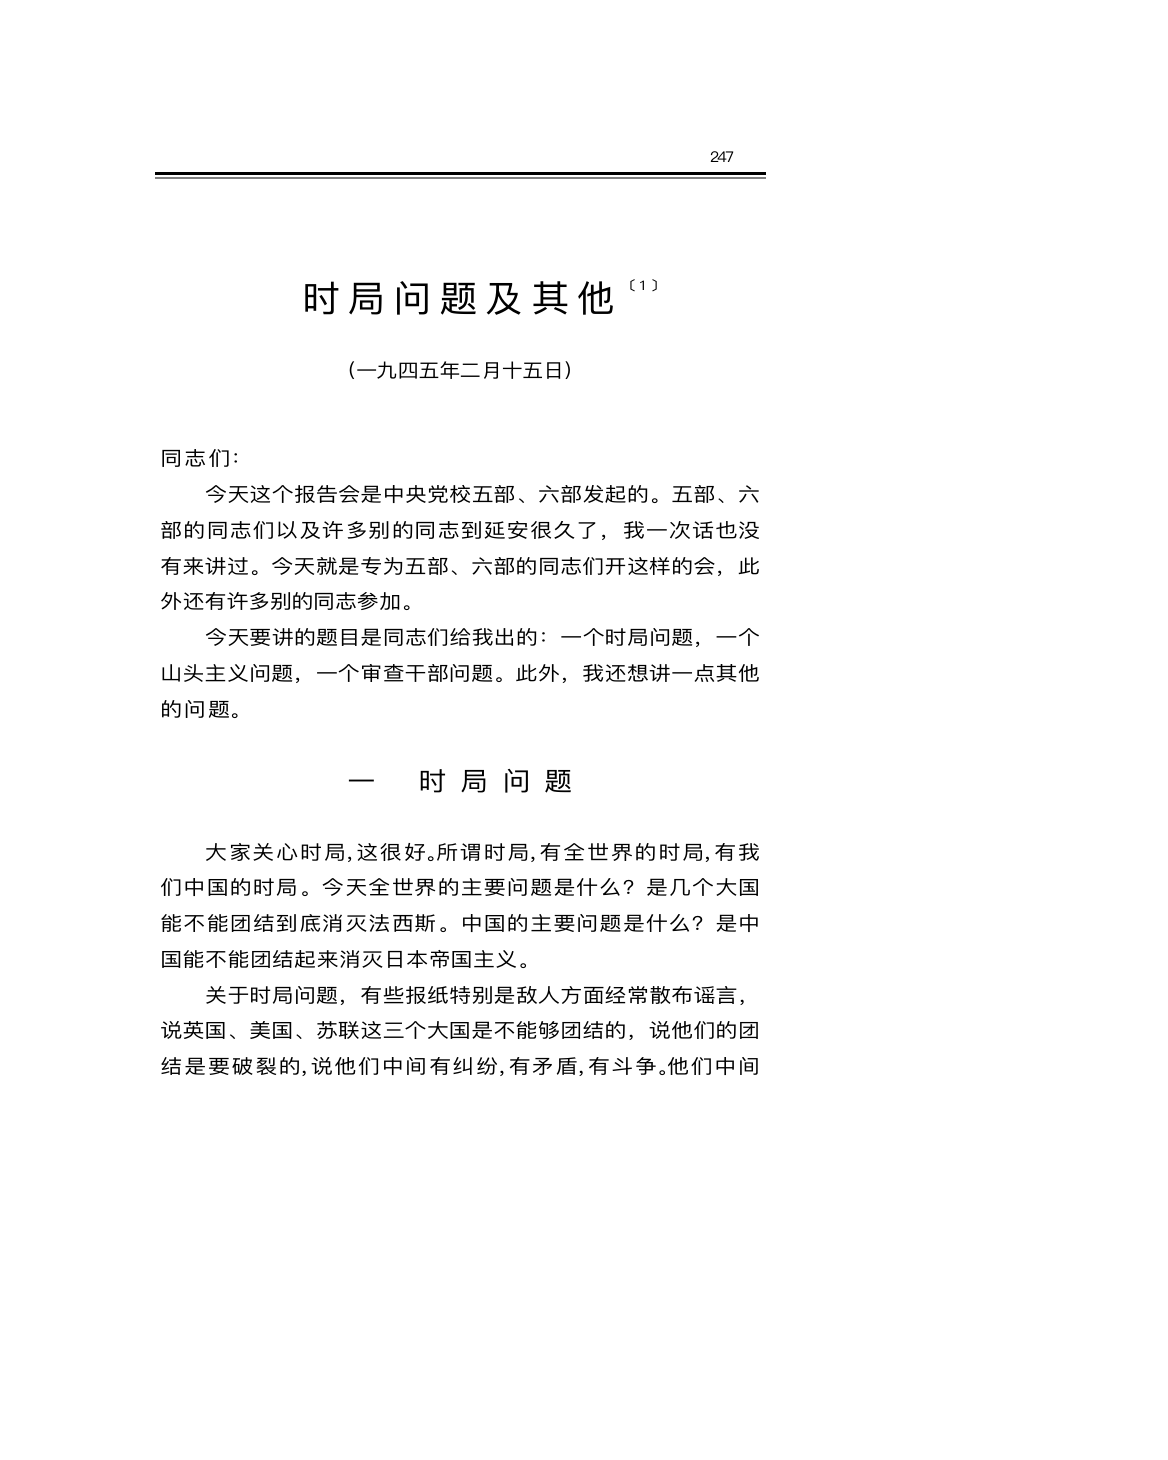 247
时局问题及其他〔1〕
（一九四五年二月十五日）
同志们：
今天这个报告会是中央党校五部、六部发起的。五部、六
部的同志们以及许多别的同志到延安很久了，我一次话也没
有来讲过。今天就是专为五部、六部的同志们开这样的会，此
外还有许多别的同志参加。
今天要讲的题目是同志们给我出的：一个时局问题，一个
山头主义问题，一个审查干部问题。此外，我还想讲一点其他
的问题。
一　时局问题
大家关心时局，这很好。所谓时局，有全世界的时局，有我
们中国的时局。今天全世界的主要问题是什么？是几个大国
能不能团结到底消灭法西斯。中国的主要问题是什么？是中
国能不能团结起来消灭日本帝国主义。
关于时局问题，有些报纸特别是敌人方面经常散布谣言，
说英国、美国、苏联这三个大国是不能够团结的，说他们的团
结是要破裂的，说他们中间有纠纷，有矛盾，有斗争。他们中间